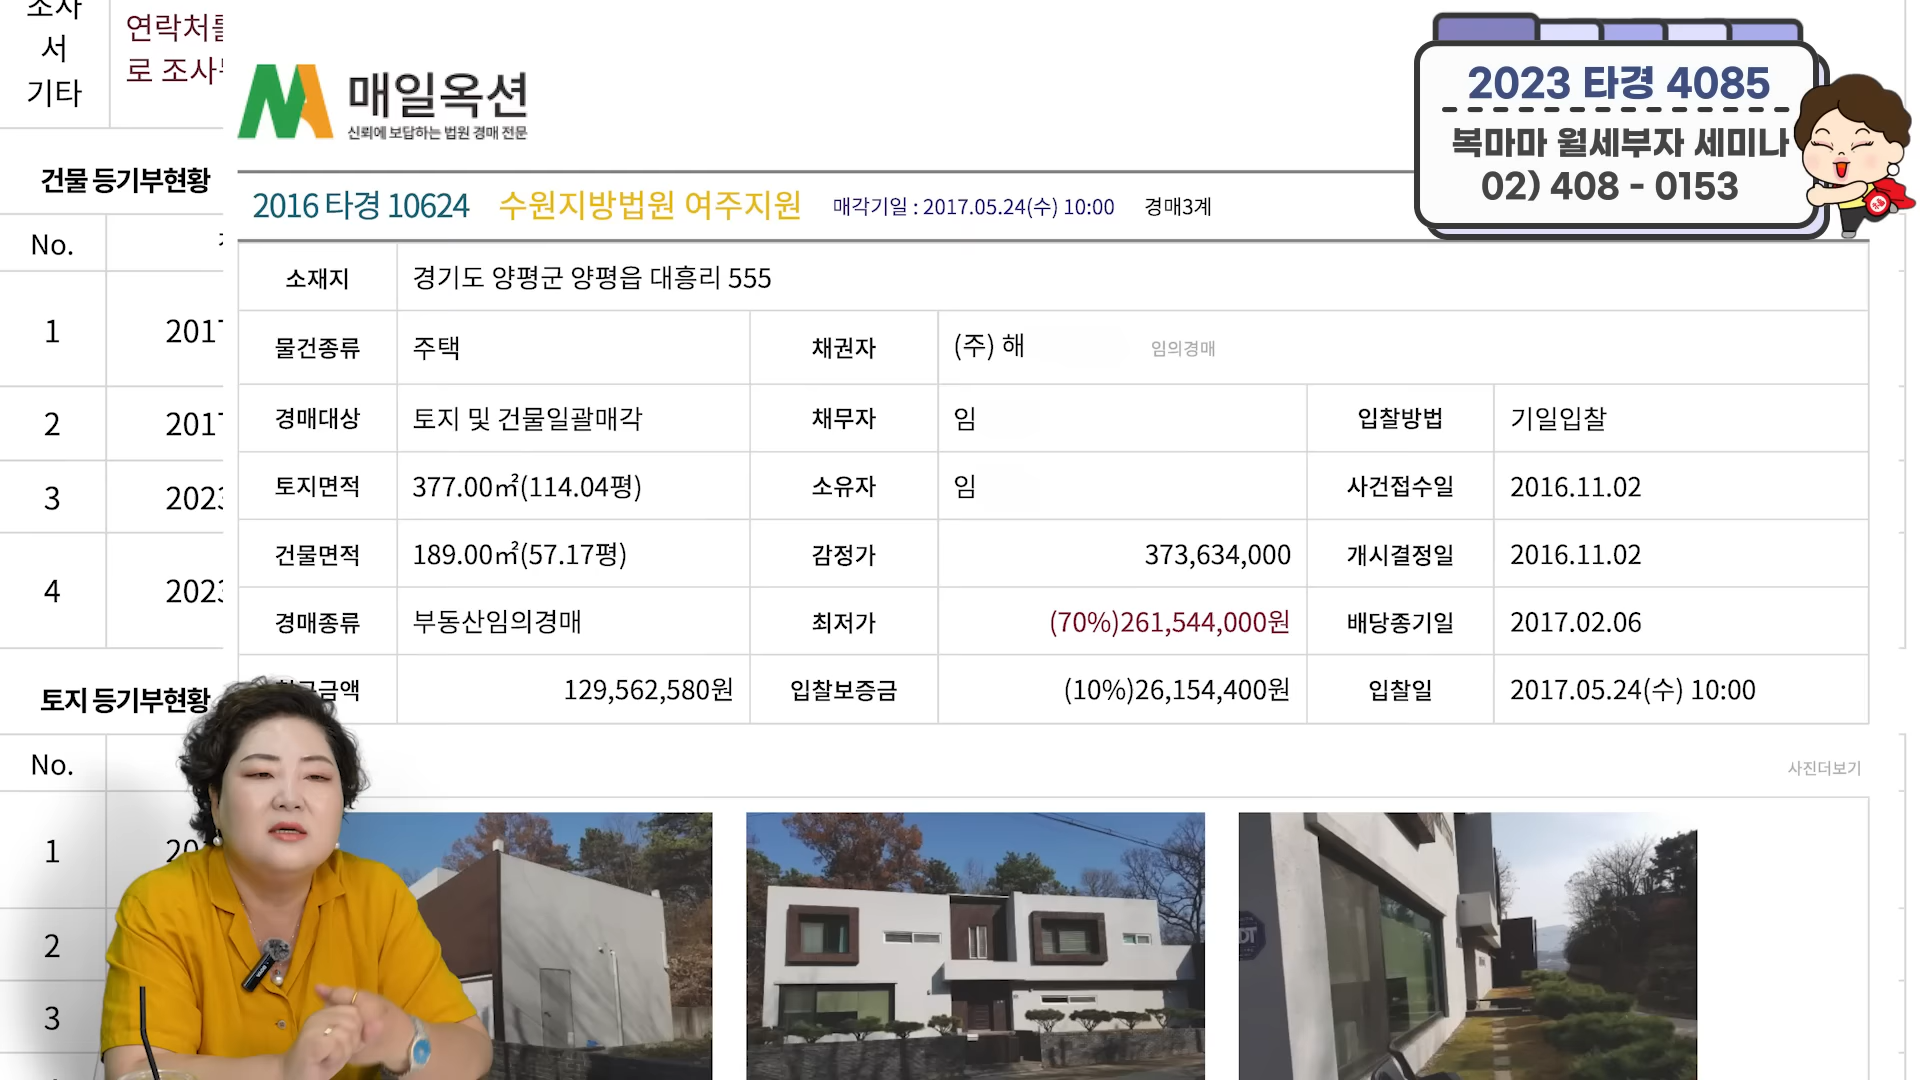 조사
서
기타
연락처를
로 조사
건물 등기부현황
No.
1 2017
2 2017
3 2023
4 2023
토지 등기부현황
No.
1 20
2
3
매일옥션
신뢰에 보답하는 법원 경매 전문
2023 타경 4085
복마마 월세부자 세미나
02) 408 - 0153
2016 타경 10624 수원지방법원 여주지원 매각기일 : 2017.05.24(수) 10:00 경매3계
소재지 경기도 양평군 양평읍 대흥리 555
물건종류 주택 채권자 (주) 해 임의경매
경매대상 토지 및 건물일괄매각 채무자 임 입찰방법 기일입찰
토지면적 377.00㎡(114.04평) 소유자 임 사건접수일 2016.11.02
건물면적 189.00㎡(57.17평) 감정가 373,634,000 개시결정일 2016.11.02
경매종류 부동산임의경매 최저가 (70%)261,544,000원 배당종기일 2017.02.06
금액 129,562,580원 입찰보증금 (10%)26,154,400원 입찰일 2017.05.24(수) 10:00
사진더보기